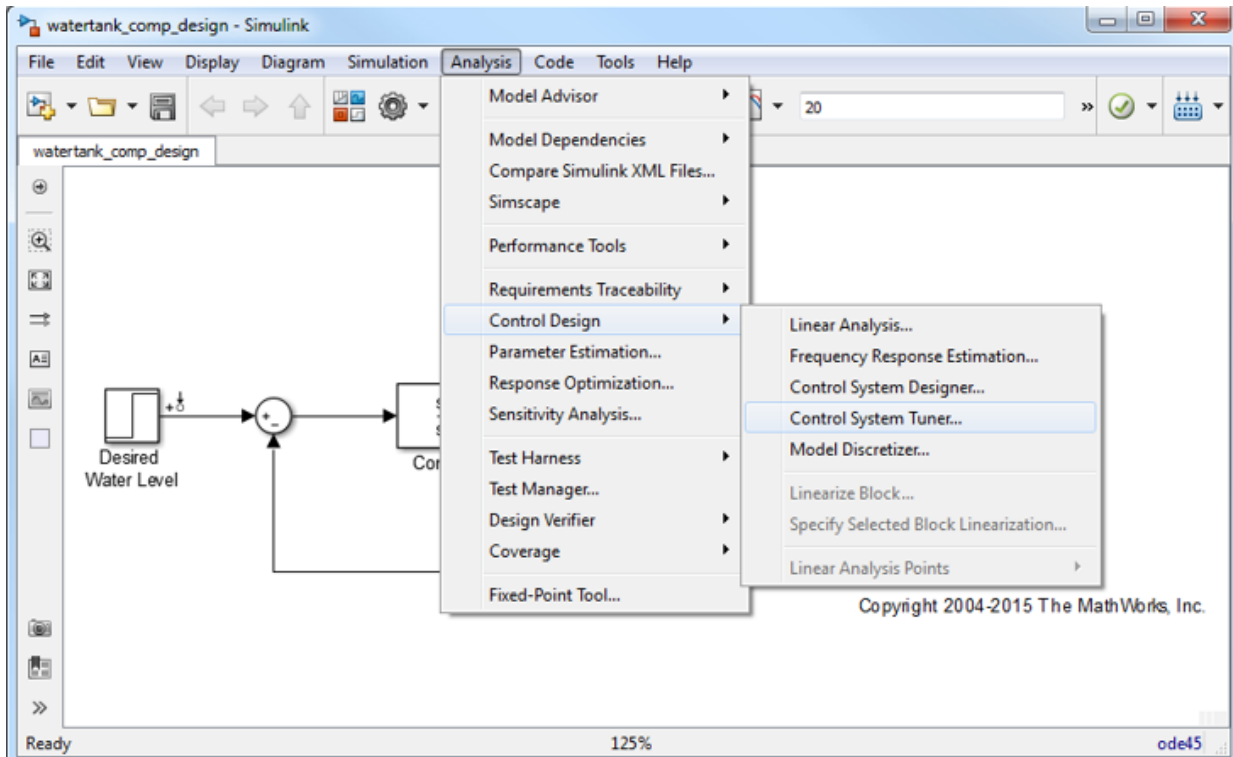 watertank_comp_design - Simulink
File Edit View Display Diagram Simulation Analysis Code Tools Help
20
watertank_comp_design
Model Advisor
Model Dependencies
Compare Simulink XML Files...
Simscape
Performance Tools
Requirements Traceability
Control Design
Parameter Estimation...
Response Optimization...
Sensitivity Analysis...
Test Harness
Test Manager...
Design Verifier
Coverage
Fixed-Point Tool...
Linear Analysis...
Frequency Response Estimation...
Control System Designer...
Control System Tuner...
Model Discretizer...
Linearize Block...
Specify Selected Block Linearization...
Linear Analysis Points
Desired
Water Level
Cor
Copyright 2004-2015 The MathWorks, Inc.
Ready 125% ode45